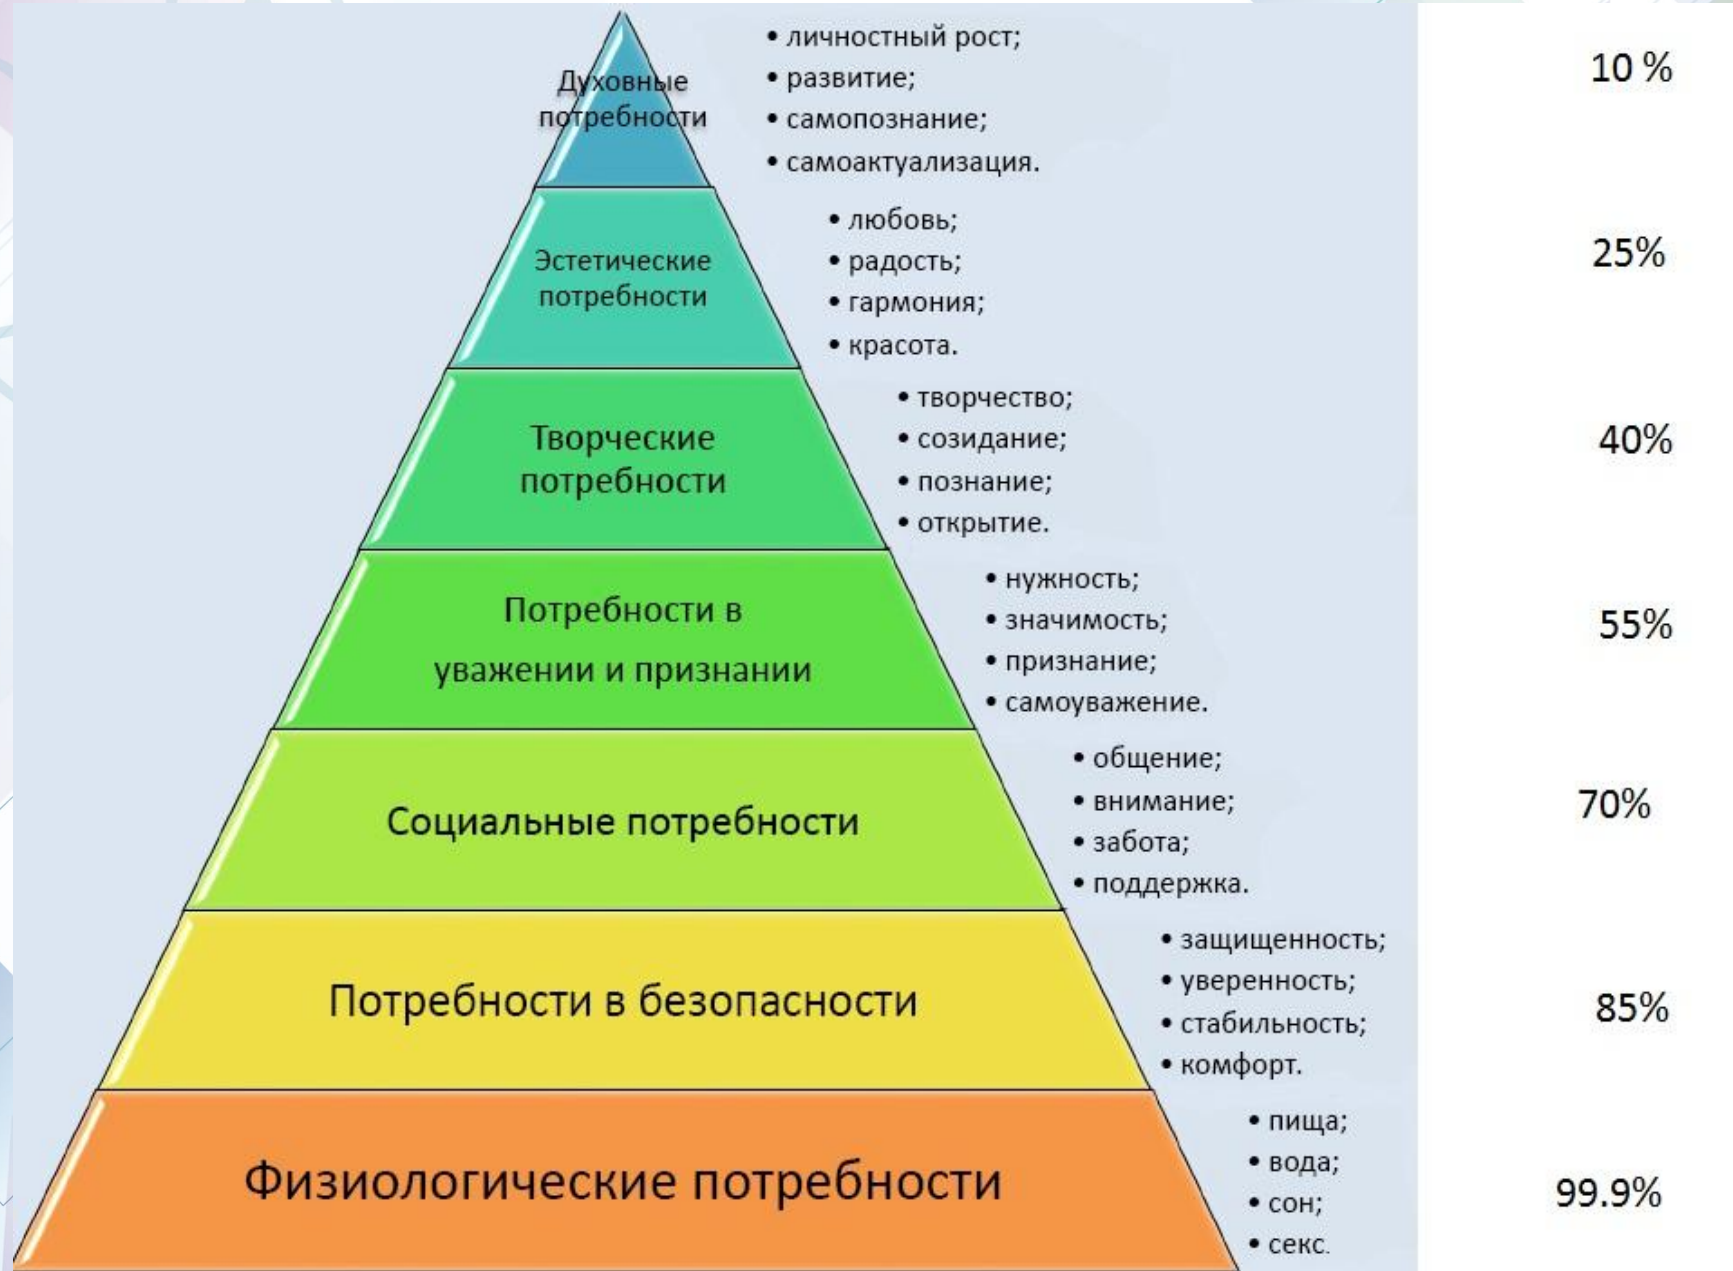 Духовные
потребности
• личностный рост;
• развитие;
• самопознание;
• самоактуализация.
10 %
Эстетические
потребности
• любовь;
• радость;
• гармония;
• красота.
25%
Творческие
потребности
• творчество;
• созидание;
• познание;
• открытие.
40%
Потребности в
уважении и признании
• нужность;
• значимость;
• признание;
• самоуважение.
55%
Социальные потребности
• общение;
• внимание;
• забота;
• поддержка.
70%
Потребности в безопасности
• защищенность;
• уверенность;
• стабильность;
• комфорт.
85%
Физиологические потребности
• пища;
• вода;
• сон;
• секс.
99.9%